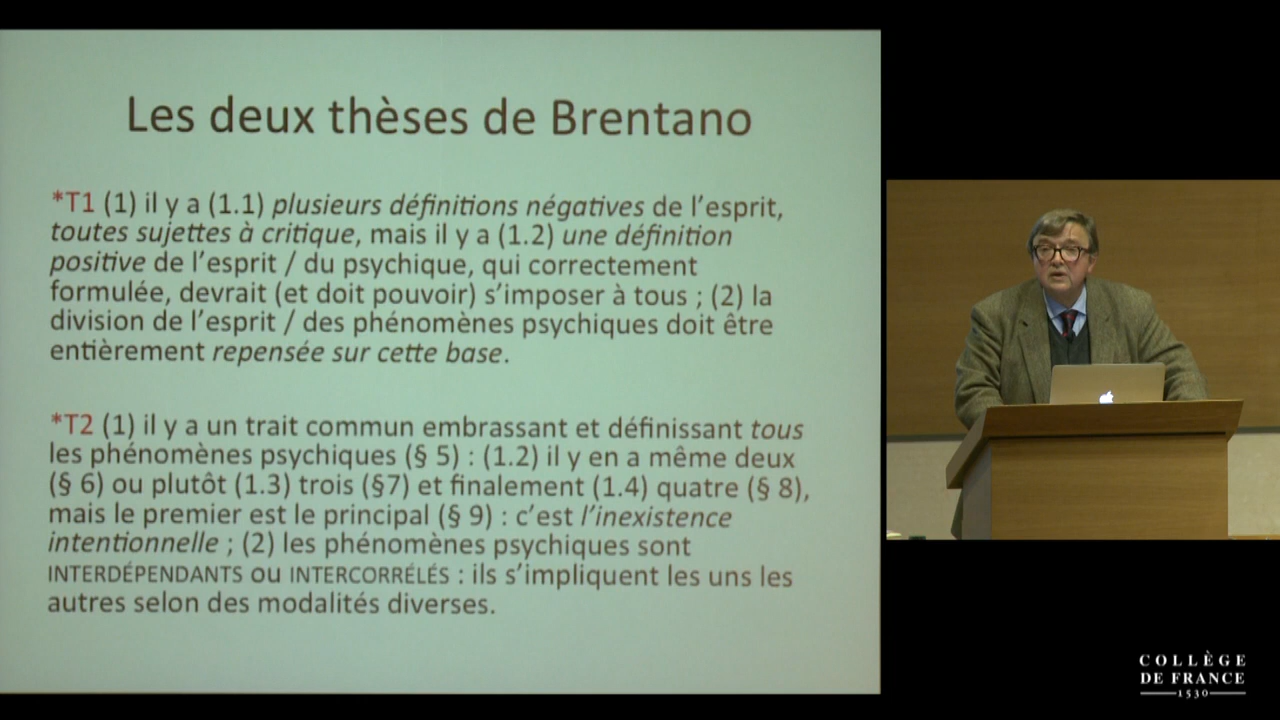 Les deux thèses de Brentano
*T1 (1) il y a (1.1) plusieurs définitions négatives de l'esprit,
toutes sujettes à critique, mais il y a (1.2) une définition
positive de l'esprit / du psychique, qui correctement
formulée, devrait (et doit pouvoir) s'imposer à tous ; (2) la
division de l'esprit / des phénomènes psychiques doit être
entièrement repensée sur cette base.
*T2 (1) il y a un trait commun embrassant et définissant tous
les phénomènes psychiques (§ 5) : (1.2) il y en a même deux
(§ 6) ou plutôt (1.3) trois (§7) et finalement (1.4) quatre (§ 8),
mais le premier est le principal (§ 9) : c'est l'inexistence
intentionnelle ; (2) les phénomènes psychiques sont
INTERDÉPENDANTS ou INTERCORRÉLÉS : ils s'impliquent les uns les
autres selon des modalités diverses.
COLLÈGE
DE FRANCE
1530